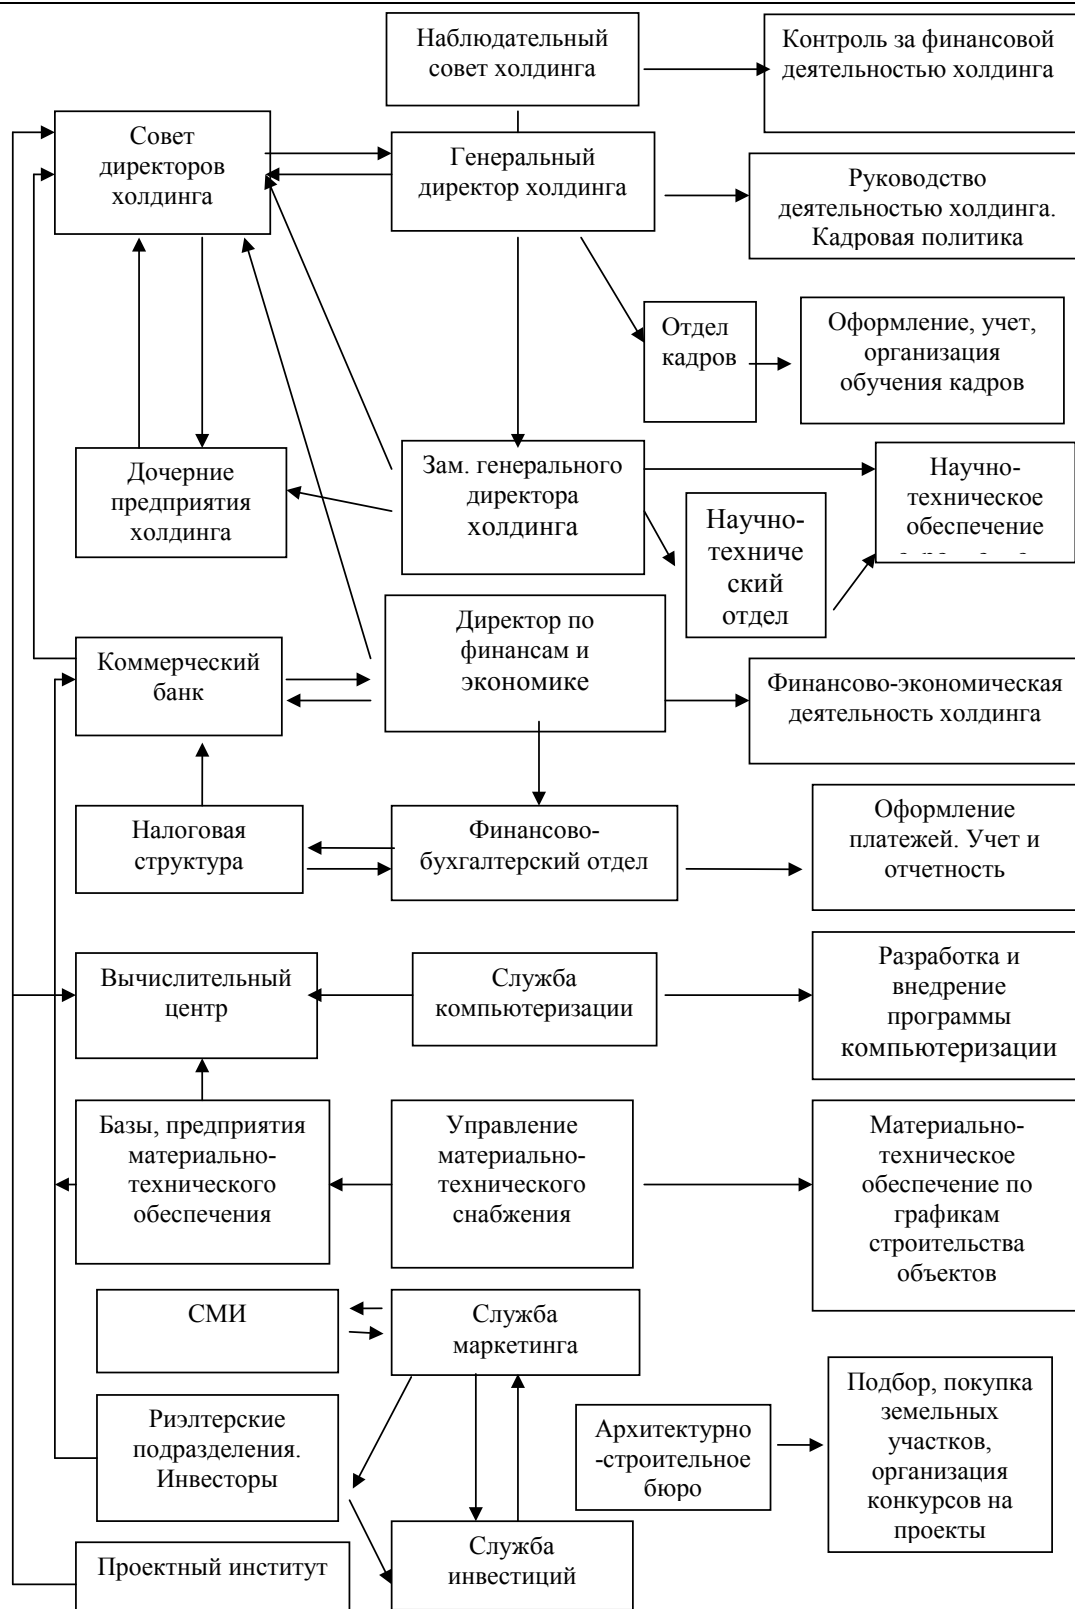 Наблюдательный
совет холдинга
Контроль за финансовой
деятельностью холдинга
Совет
директоров
холдинга
Генеральный
директор холдинга
Руководство
деятельностью холдинга.
Кадровая политика
Отдел
кадров
Оформление, учет,
организация
обучения кадров
Дочерние
предприятия
холдинга
Зам. генерального
директора
холдинга
Научно-
техниче
ский
отдел
Научно-
техническое
обеспечение
Коммерческий
банк
Директор по
финансам и
экономике
Финансово-экономическая
деятельность холдинга
Налоговая
структура
Финансово-
бухгалтерский отдел
Оформление
платежей. Учет и
отчетность
Вычислительный
центр
Служба
компьютеризации
Разработка и
внедрение
программы
компьютеризации
Базы, предприятия
материально-
технического
обеспечения
Управление
материально-
технического
снабжения
Материально-
техническое
обеспечение по
графикам
строительства
объектов
СМИ
Служба
маркетинга
Риэлтерские
подразделения.
Инвесторы
Архитектурно
-строительное
бюро
Подбор, покупка
земельных
участков,
организация
конкурсов на
проекты
Проектный институт
Служба
инвестиций